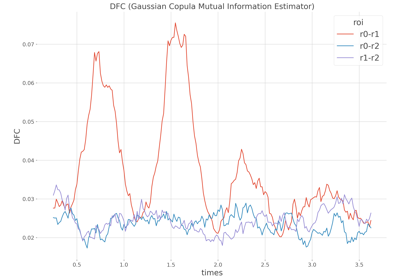 DFC (Gaussian Copula Mutual Information Estimator)
roi
r0-r1
r0-r2
r1-r2
DFC
0.07
0.06
0.05
0.04
0.03
0.02
0.5
1.0
1.5
2.0
2.5
3.0
3.5
times